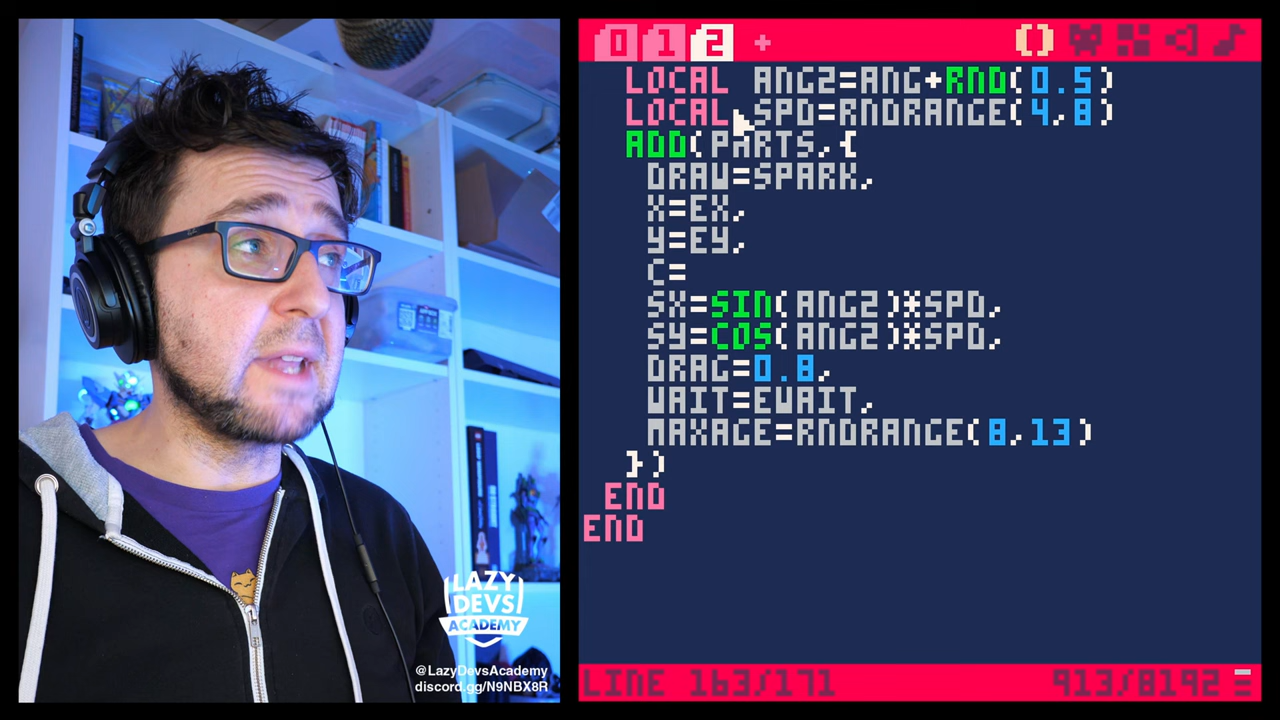 0 1 2 +
LOCAL ANG2=ANG+RND(0.5)
LOCAL SPD=RNDRANGE(4,8)
ADD(PARTS,{
DRAW=SPARK,
X=EX,
Y=EY,
C=
SX=SIN(ANG2)*SPD,
SY=COS(ANG2)*SPD,
DRAG=0.8,
WAIT=EWAIT,
MAXAGE=RNDRANGE(8,13)
})
END
END
LINE 163/171 913/8192
LAZY
DEVS
ACADEMY
@LazyDevsAcademy
discord.gg/N9NBX8R